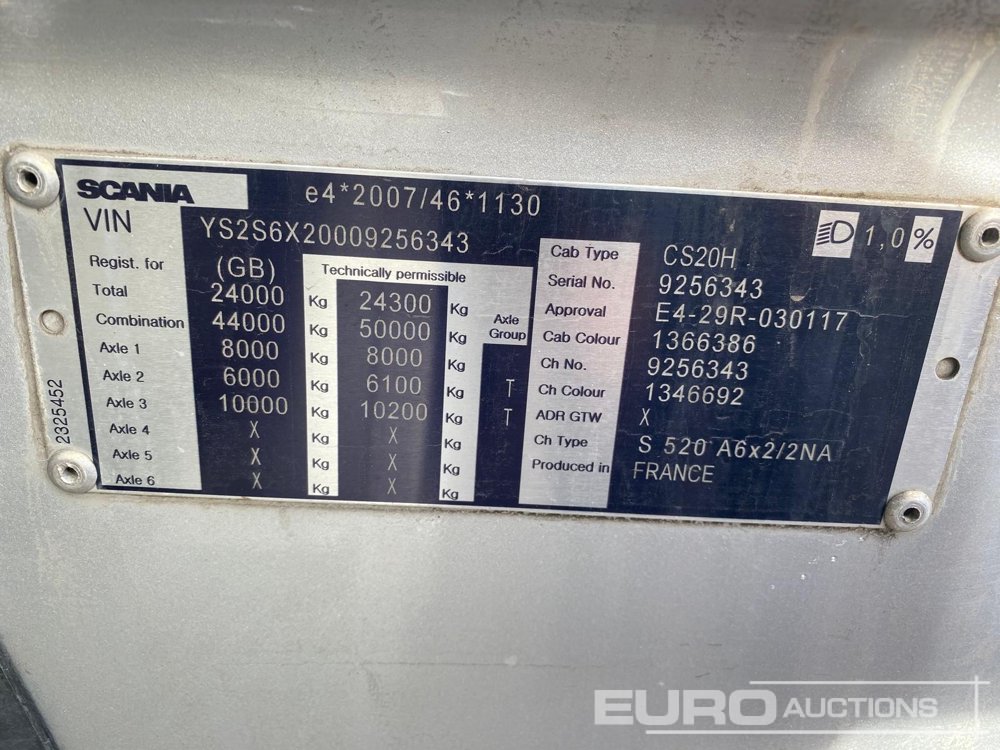 SCANIA e4*2007/46*1130
VIN YS2S6X20009256343 1,0%
Regist. for (GB) Technically permissible
Total 24000 Kg 24300 Kg
Combination 44000 Kg 50000 Kg Axle Group
Axle 1 8000 Kg 8000 Kg
Axle 2 6000 Kg 6100 Kg T
Axle 3 10000 Kg 10200 Kg T
Axle 4 X Kg X Kg
Axle 5 X Kg X Kg
Axle 6 X Kg X Kg
Cab Type CS20H
Serial No. 9256343
Approval E4-29R-030117
Cab Colour 1366386
Ch No. 9256343
Ch Colour 1346692
ADR GTW X
Ch Type S 520 A6x2/2NA
Produced in FRANCE
2325452
EURO AUCTIONS